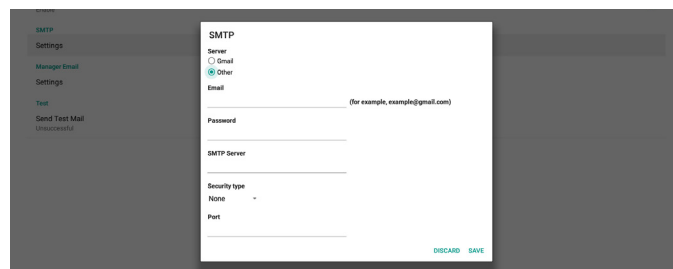 SMTP
Settings
Manager Email
Settings
Test
Send Test Mail
Unsuccessful
SMTP
Server
Gmail
Other
Email
(for example, example@gmail.com)
Password
SMTP Server
Security type
None
Port
DISCARD SAVE